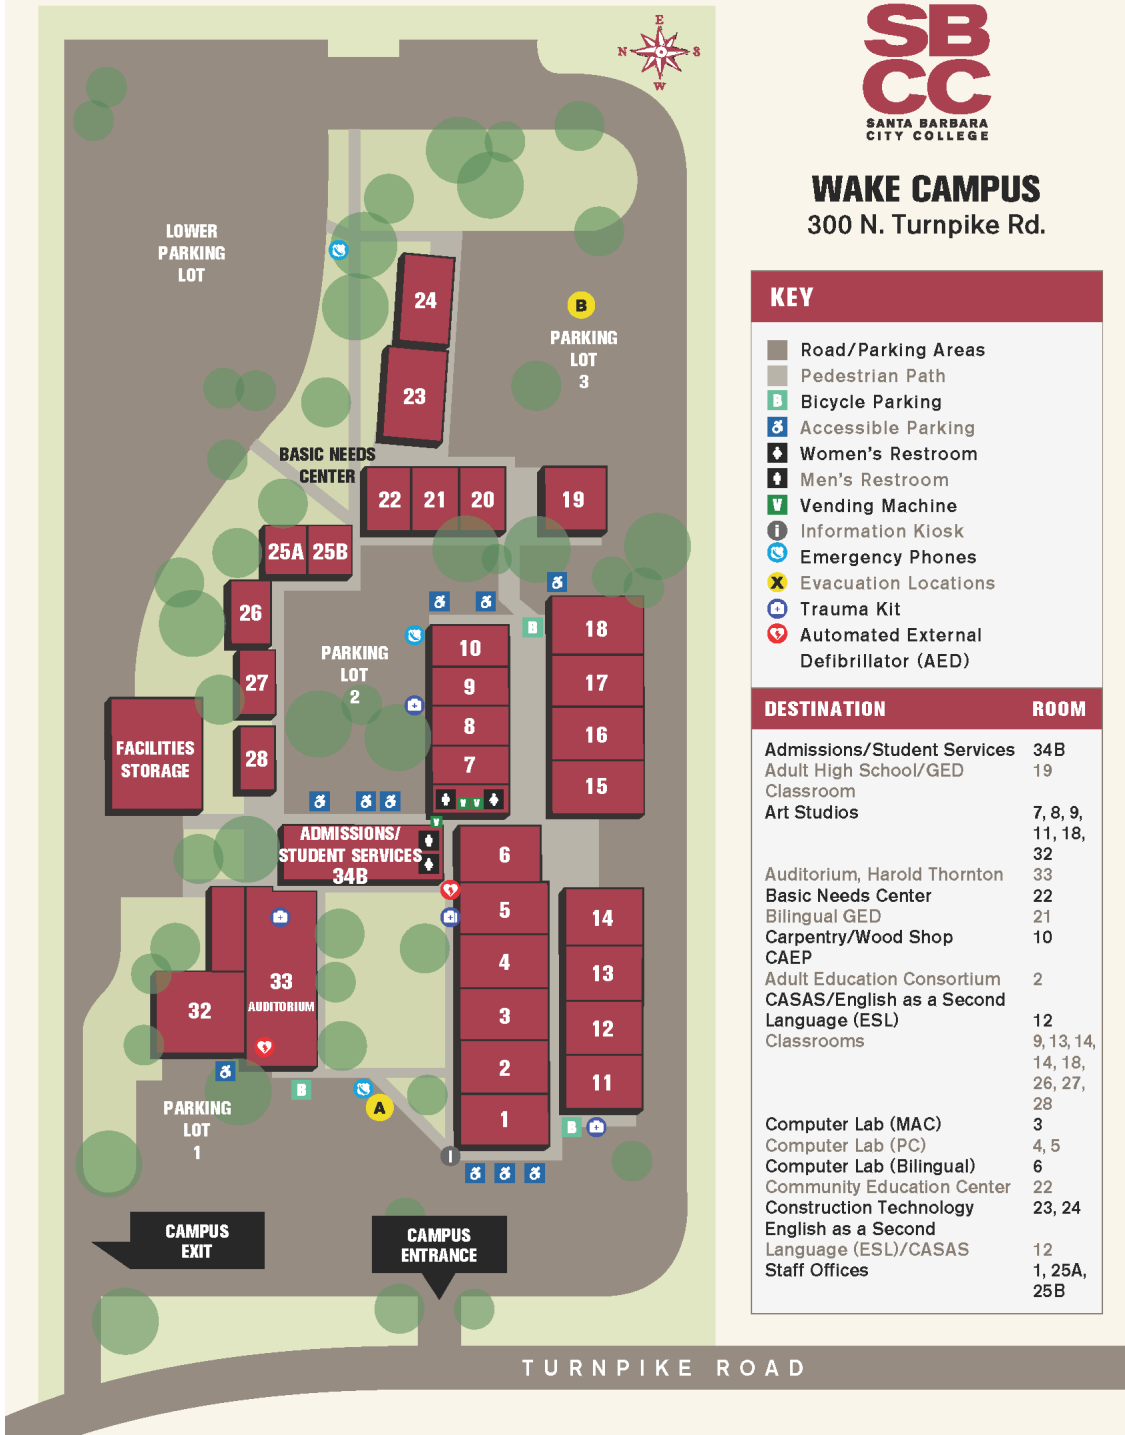 SB
CC
SANTA BARBARA
CITY COLLEGE
WAKE CAMPUS
300 N. Turnpike Rd.
E
N
S
W
LOWER
PARKING
LOT
24
B
PARKING
LOT
3
23
BASIC NEEDS
CENTER
22
21
20
19
25A
25B
26
B
18
10
PARKING
LOT
2
9
17
27
8
16
FACILITIES
STORAGE
28
7
15
V V
V
ADMISSIONS/
STUDENT SERVICES
34B
6
5
14
33
AUDITORIUM
4
13
32
3
12
2
11
B
A
PARKING
LOT
1
1
B
i
CAMPUS
EXIT
CAMPUS
ENTRANCE
TURNPIKE ROAD
KEY
Road/Parking Areas
Pedestrian Path
B Bicycle Parking
Accessible Parking
Women's Restroom
Men's Restroom
V Vending Machine
i Information Kiosk
Emergency Phones
X Evacuation Locations
Trauma Kit
Automated External
Defibrillator (AED)
DESTINATION ROOM
Admissions/Student Services 34B
Adult High School/GED 19
Classroom
Art Studios 7, 8, 9,
11, 18,
32
Auditorium, Harold Thornton 33
Basic Needs Center 22
Bilingual GED 21
Carpentry/Wood Shop 10
CAEP
Adult Education Consortium 2
CASAS/English as a Second
Language (ESL) 12
Classrooms 9, 13, 14,
14, 18,
26, 27,
28
Computer Lab (MAC) 3
Computer Lab (PC) 4, 5
Computer Lab (Bilingual) 6
Community Education Center 22
Construction Technology 23, 24
English as a Second
Language (ESL)/CASAS 12
Staff Offices 1, 25A,
25B